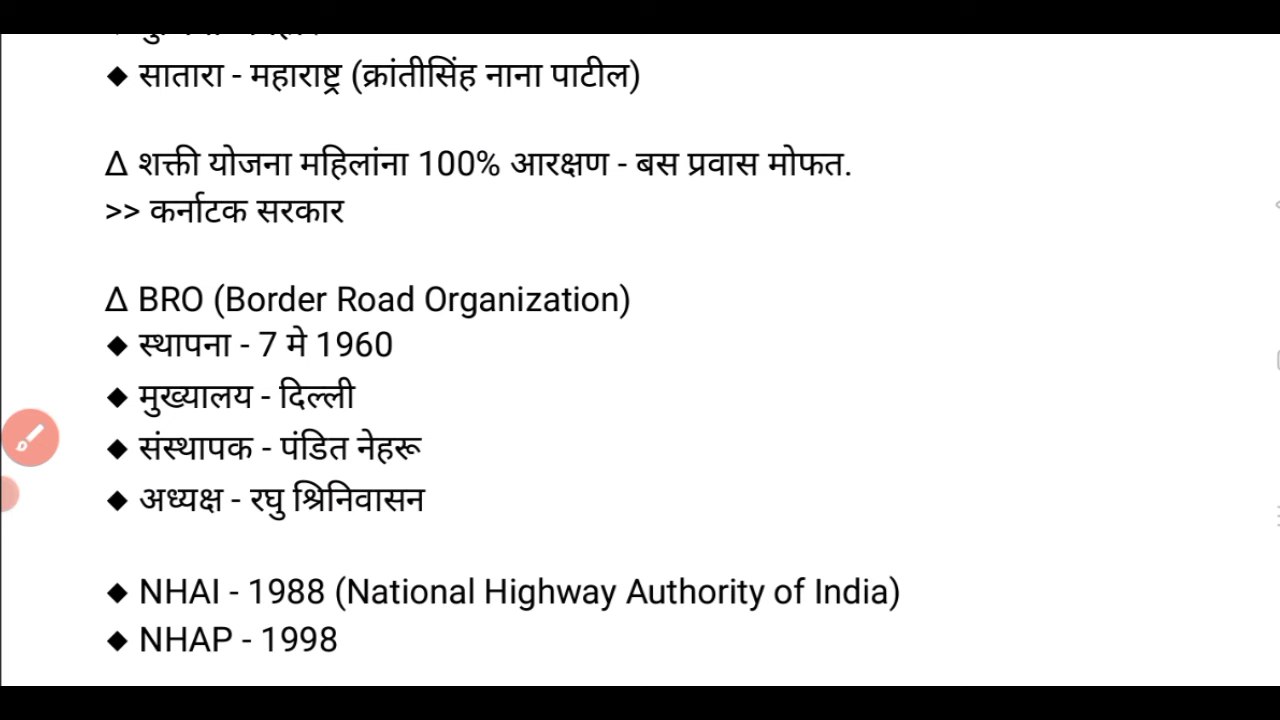 ◆ सातारा - महाराष्ट्र (क्रांतीसिंह नाना पाटील)
Δ शक्ती योजना महिलांना 100% आरक्षण - बस प्रवास मोफत.
>> कर्नाटक सरकार
Δ BRO (Border Road Organization)
◆ स्थापना - 7 मे 1960
◆ मुख्यालय - दिल्ली
◆ संस्थापक - पंडित नेहरू
◆ अध्यक्ष - रघु श्रिनिवासन
◆ NHAI - 1988 (National Highway Authority of India)
◆ NHAP - 1998